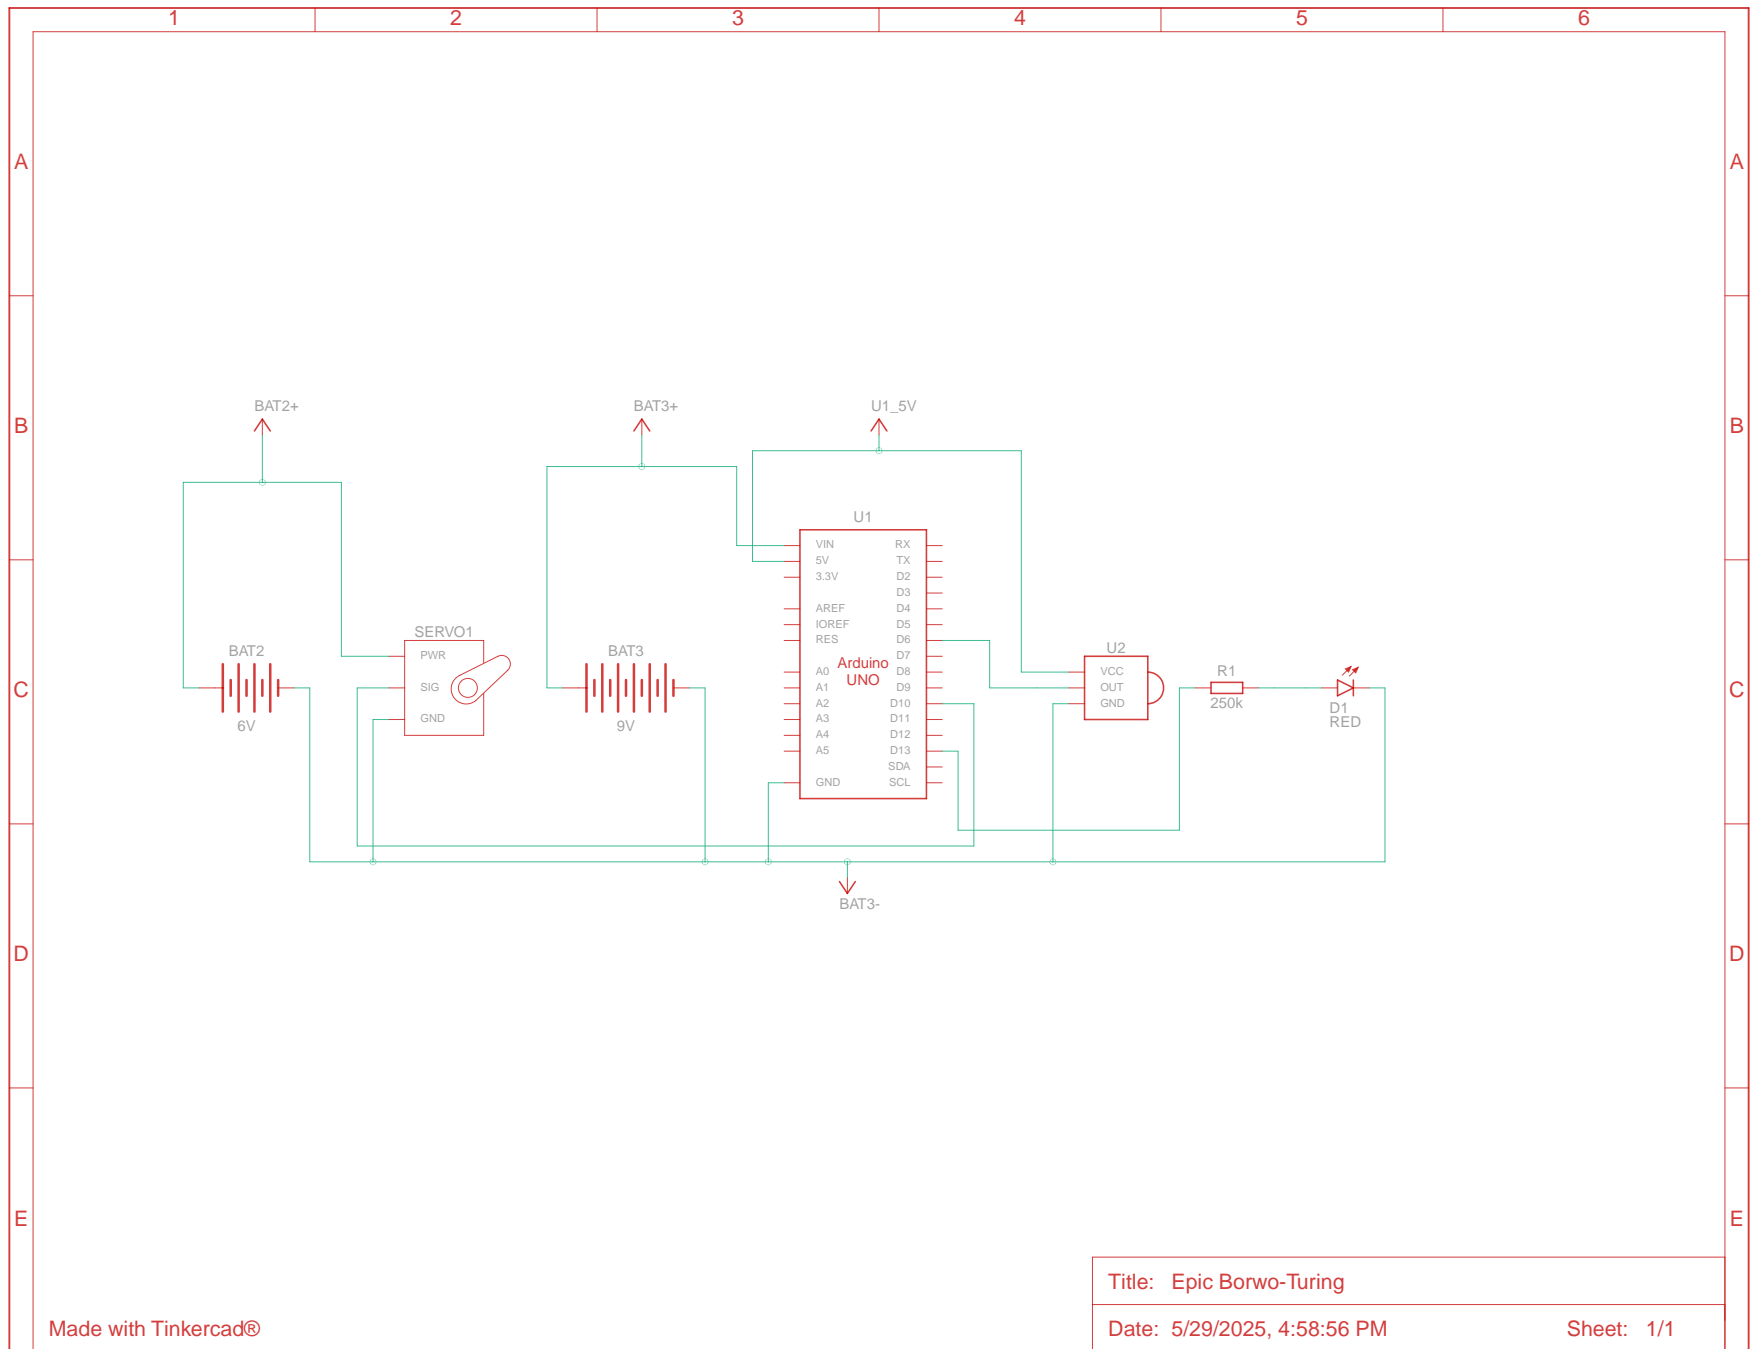 1 2 3 4 5 6
A A
BAT2+ BAT3+ U1_5V
B B
U1
VIN RX
5V TX
3.3V D2
D3
AREF D4
IOREF D5
RES D6
D7
A0 D8
A1 D9
A2 D10
A3 D11
A4 D12
A5 D13
SDA
GND SCL
Arduino
UNO
SERVO1
PWR
SIG
GND
BAT2
6V
BAT3
9V
U2
VCC
OUT
GND
R1
250k
D1
RED
C C
BAT3-
D D
E E
Title: Epic Borwo-Turing
Made with Tinkercad®
Date: 5/29/2025, 4:58:56 PM Sheet: 1/1